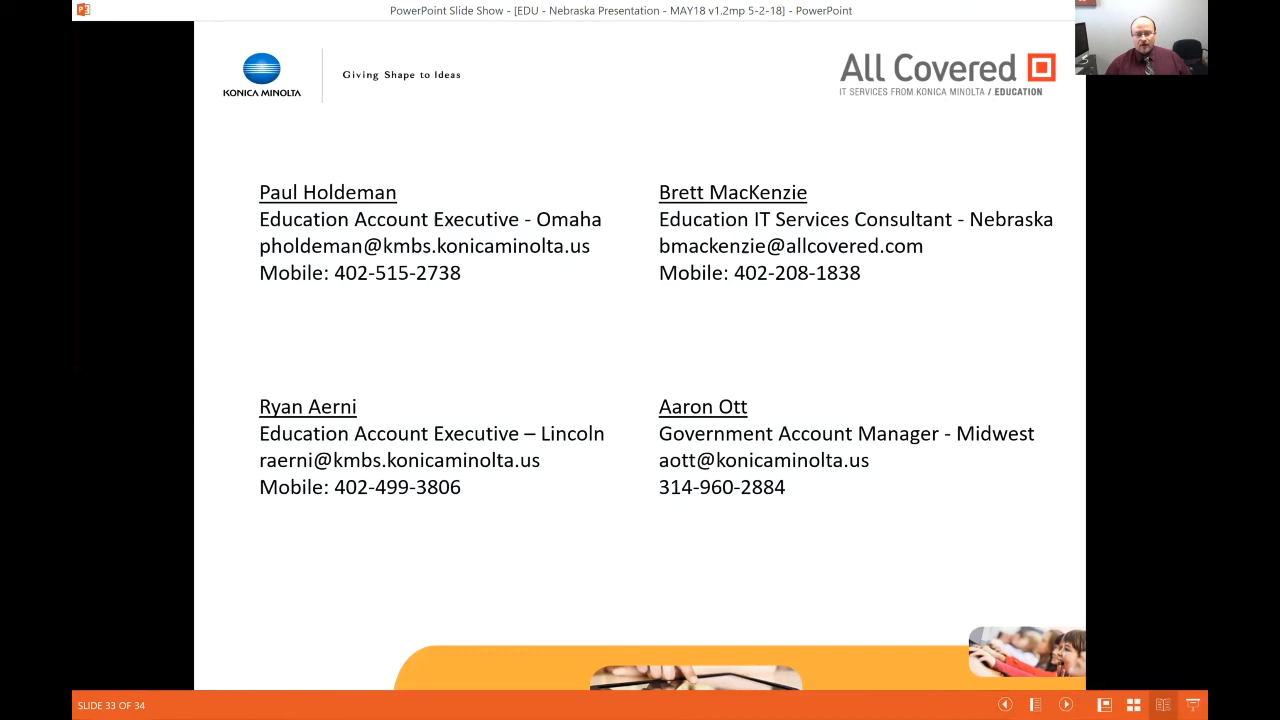 PowerPoint Slide Show - [EDU - Nebraska Presentation - MAY18 v1.2mp 5-2-18] - PowerPoint
KONICA MINOLTA
Giving Shape to Ideas
All Covered
IT SERVICES FROM KONICA MINOLTA / EDUCATION
Paul Holdeman
Education Account Executive - Omaha
pholdeman@kmbs.konicaminolta.us
Mobile: 402-515-2738
Brett MacKenzie
Education IT Services Consultant - Nebraska
bmackenzie@allcovered.com
Mobile: 402-208-1838
Ryan Aerni
Education Account Executive – Lincoln
raerni@kmbs.konicaminolta.us
Mobile: 402-499-3806
Aaron Ott
Government Account Manager - Midwest
aott@konicaminolta.us
314-960-2884
SLIDE 33 OF 34